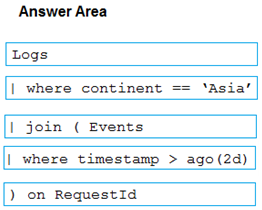 Answer Area
Logs
| where continent == ‘Asia’
| join ( Events
| where timestamp > ago(2d)
) on RequestId